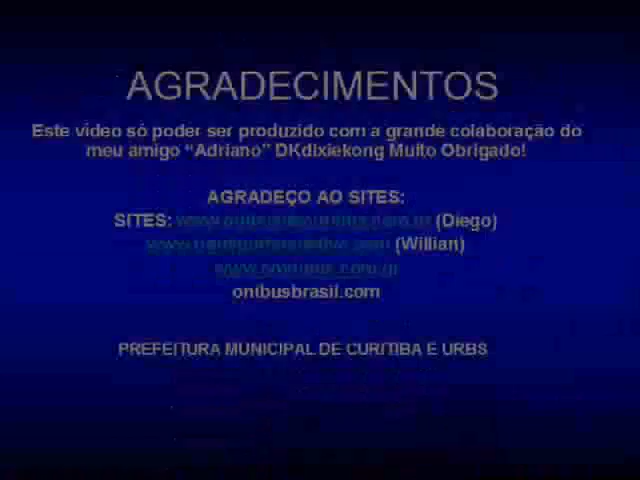 AGRADECIMENTOS
Este video só poder ser produzido com a grande colaboração do
meu amigo “Adriano” DKdixiekong Muito Obrigado!
AGRADEÇO AO SITES:
SITES: (Diego)
(Willian)
onibusbrasil.com
PREFEITURA MUNICIPAL DE CURITIBA E URBS